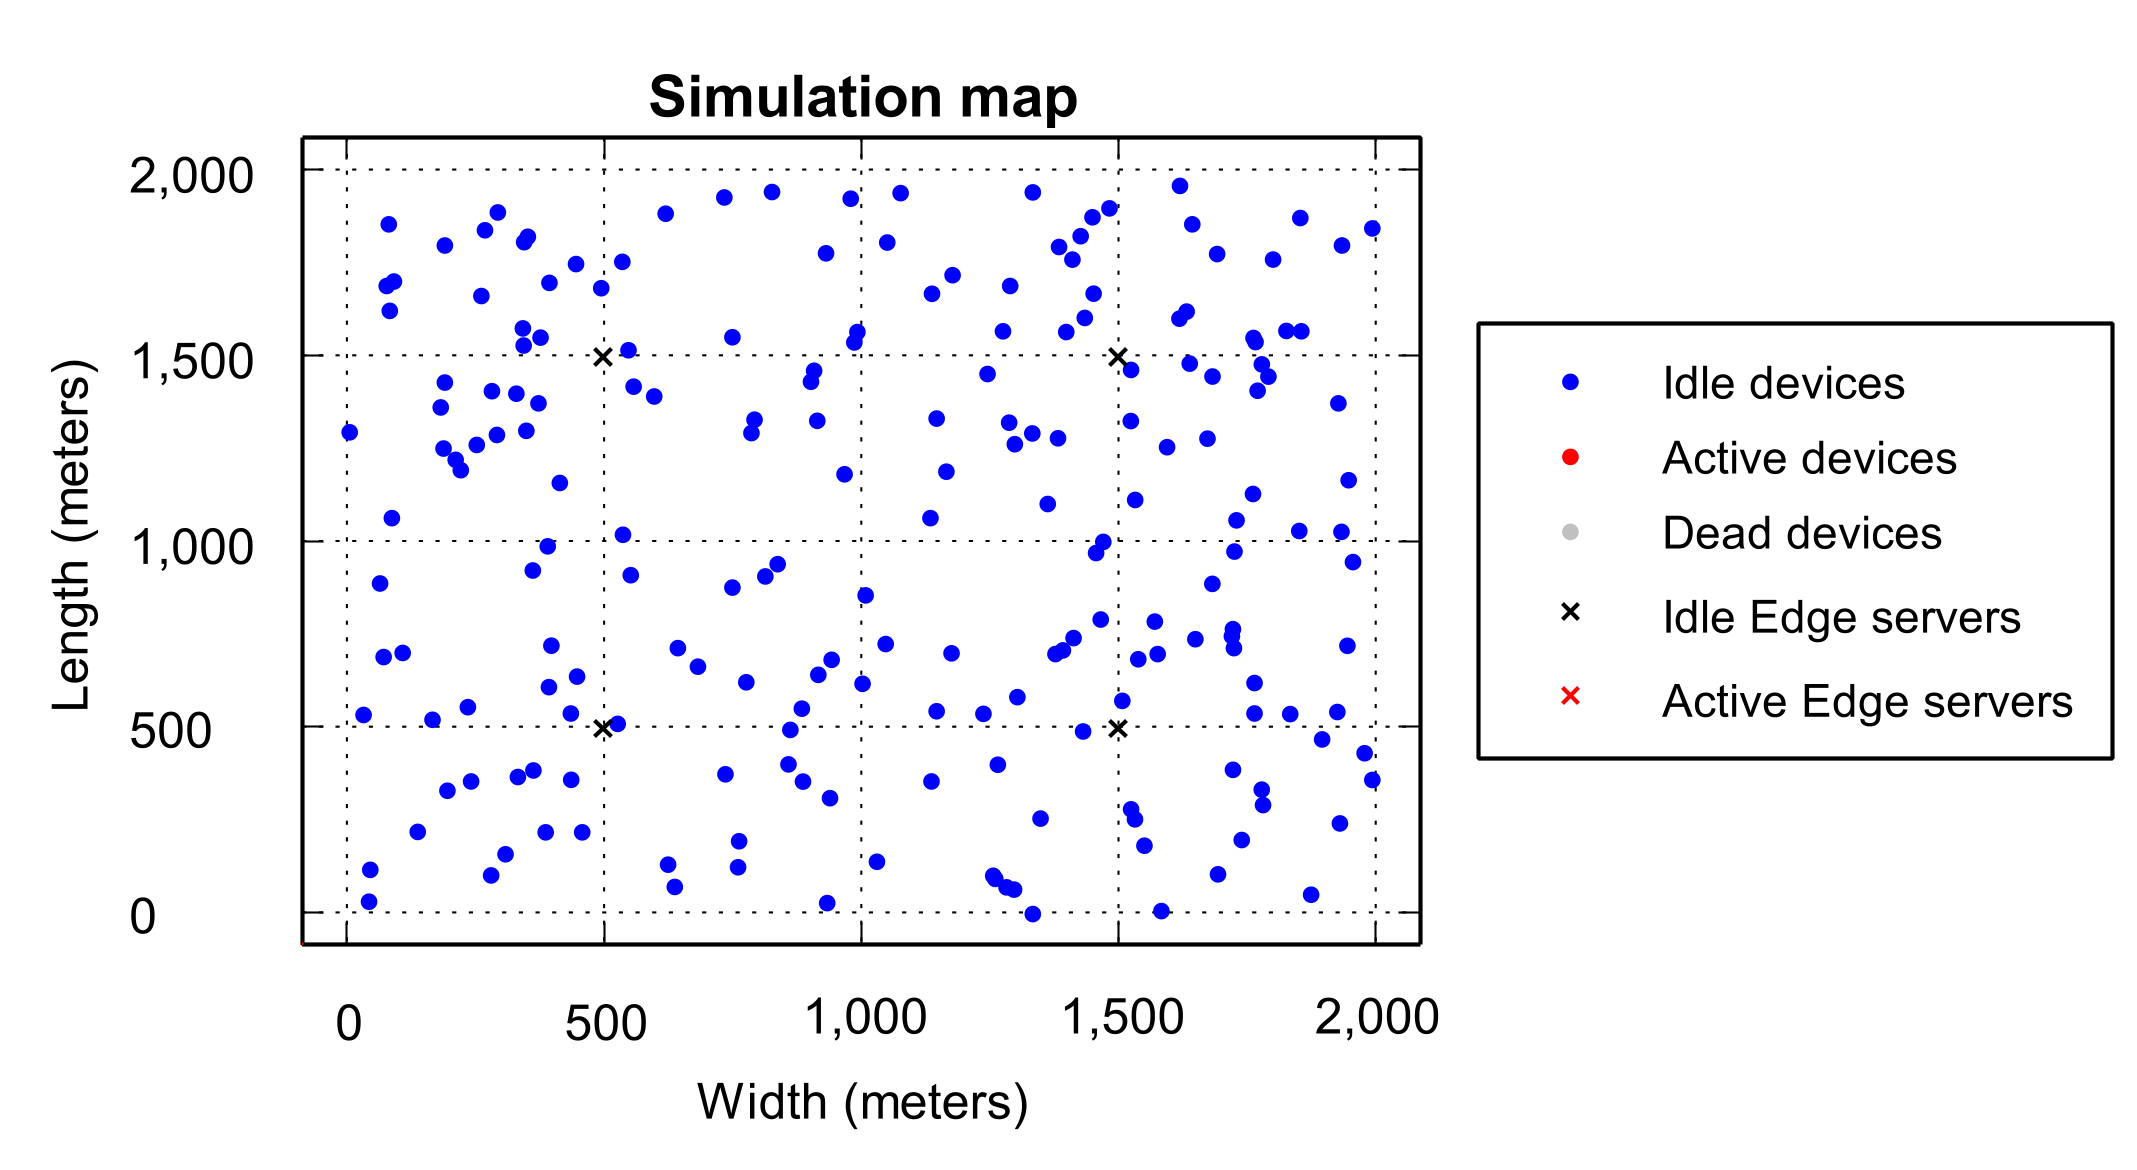 Simulation map
2,000
1,500
1,000
500
0
Length (meters)
0
500
1,000
1,500
2,000
Width (meters)
Idle devices
Active devices
Dead devices
Idle Edge servers
Active Edge servers